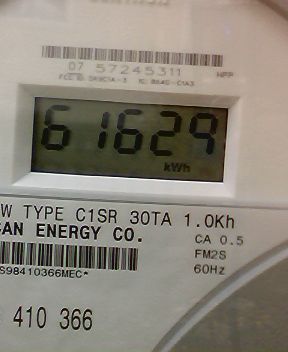 07 57245311
61629
kWh
W TYPE C1SR 30TA 1.0Kh
CAN ENERGY CO.
CA 0.5
FM2S
60Hz
S98410366MEC*
410 366